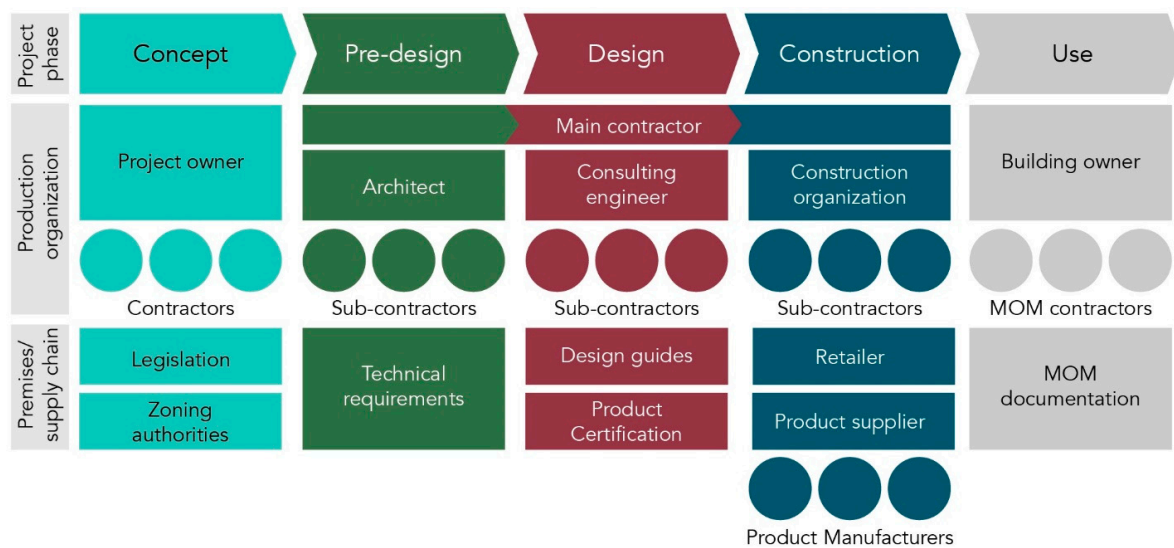 Project
phase
Concept
Pre-design
Design
Construction
Use
Production
organization
Project owner
Main contractor
Architect
Consulting
engineer
Construction
organization
Building owner
Contractors
Sub-contractors
Sub-contractors
Sub-contractors
MOM contractors
Premises/
supply chain
Legislation
Zoning
authorities
Technical
requirements
Design guides
Product
Certification
Retailer
Product supplier
MOM
documentation
Product Manufacturers